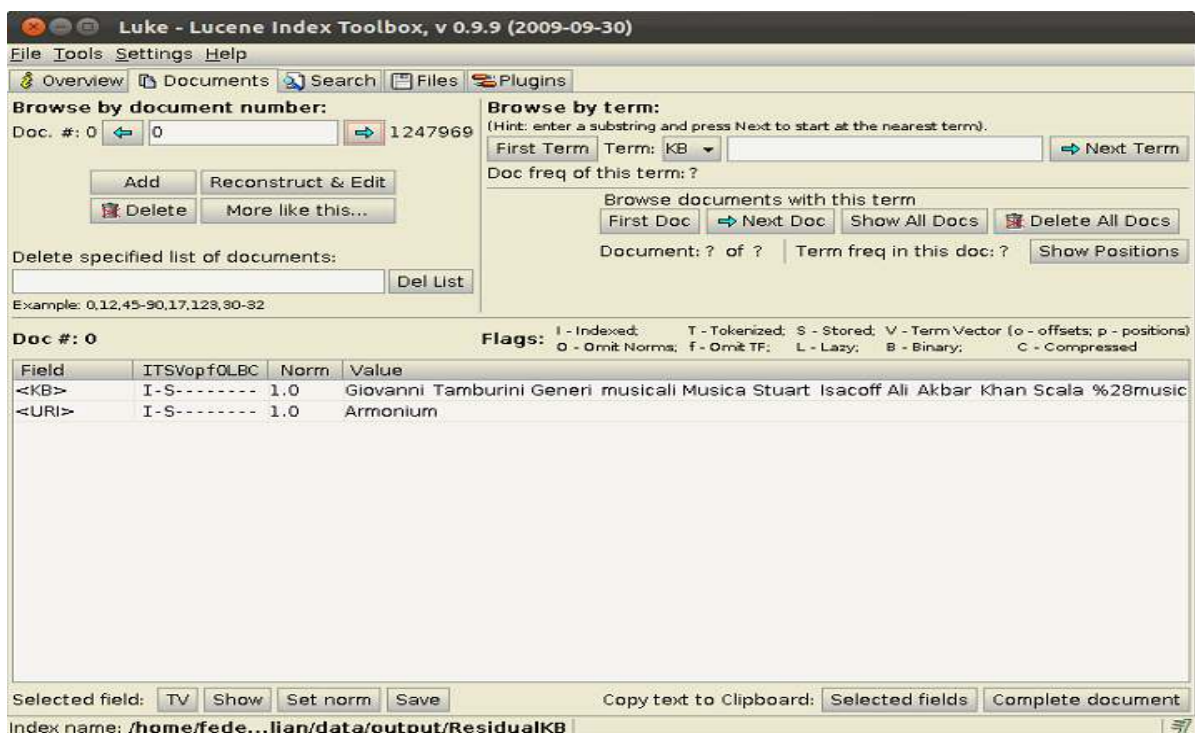 Luke - Lucene Index Toolbox, v 0.9.9 (2009-09-30)
File Tools Settings Help
Overview Documents Search Files Plugins
Browse by document number:
Doc. #: 0 0 1247969
Add Reconstruct & Edit
Delete More like this...
Delete specified list of documents:
Del List
Example: 0,12,45-90,17,123,30-32
Browse by term:
(Hint: enter a substring and press Next to start at the nearest term).
First Term Term: KB Next Term
Doc freq of this term: ?
Browse documents with this term
First Doc Next Doc Show All Docs Delete All Docs
Document: ? of ? Term freq in this doc: ? Show Positions
Doc #: 0
Flags: I - Indexed; T - Tokenized; S - Stored; V - Term Vector (o - offsets; p - positions)
O - Omit Norms; f - Omit TF; L - Lazy; B - Binary; C - Compressed
Field ITSVopfOLBC Norm Value
<KB> I-S-------- 1.0 Giovanni Tamburini Generi musicali Musica Stuart Isacoff Ali Akbar Khan Scala %28music
<URI> I-S-------- 1.0 Armonium
Selected field: TV Show Set norm Save Copy text to Clipboard: Selected fields Complete document
Index name: /home/fede...lian/data/output/ResidualKB